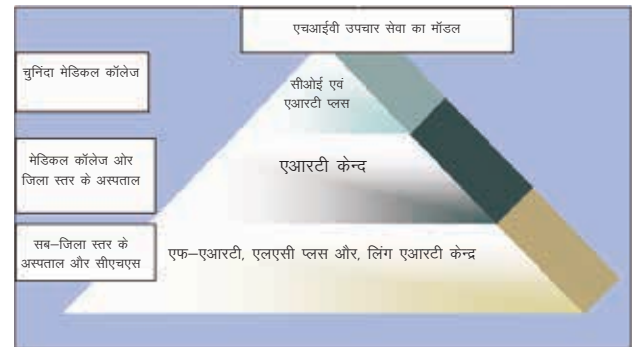 एचआईवी उपचार सेवा का मॉडल
चुनिंदा मेडिकल कॉलेज
सीओई एवं
एआरटी प्लस
मेडिकल कॉलेज ओर
जिला स्तर के अस्पताल
एआरटी केन्द
सब–जिला स्तर के
अस्पताल और सीएचएस
एफ–एआरटी, एलएसी प्लस और, लिंग एआरटी केन्द्र